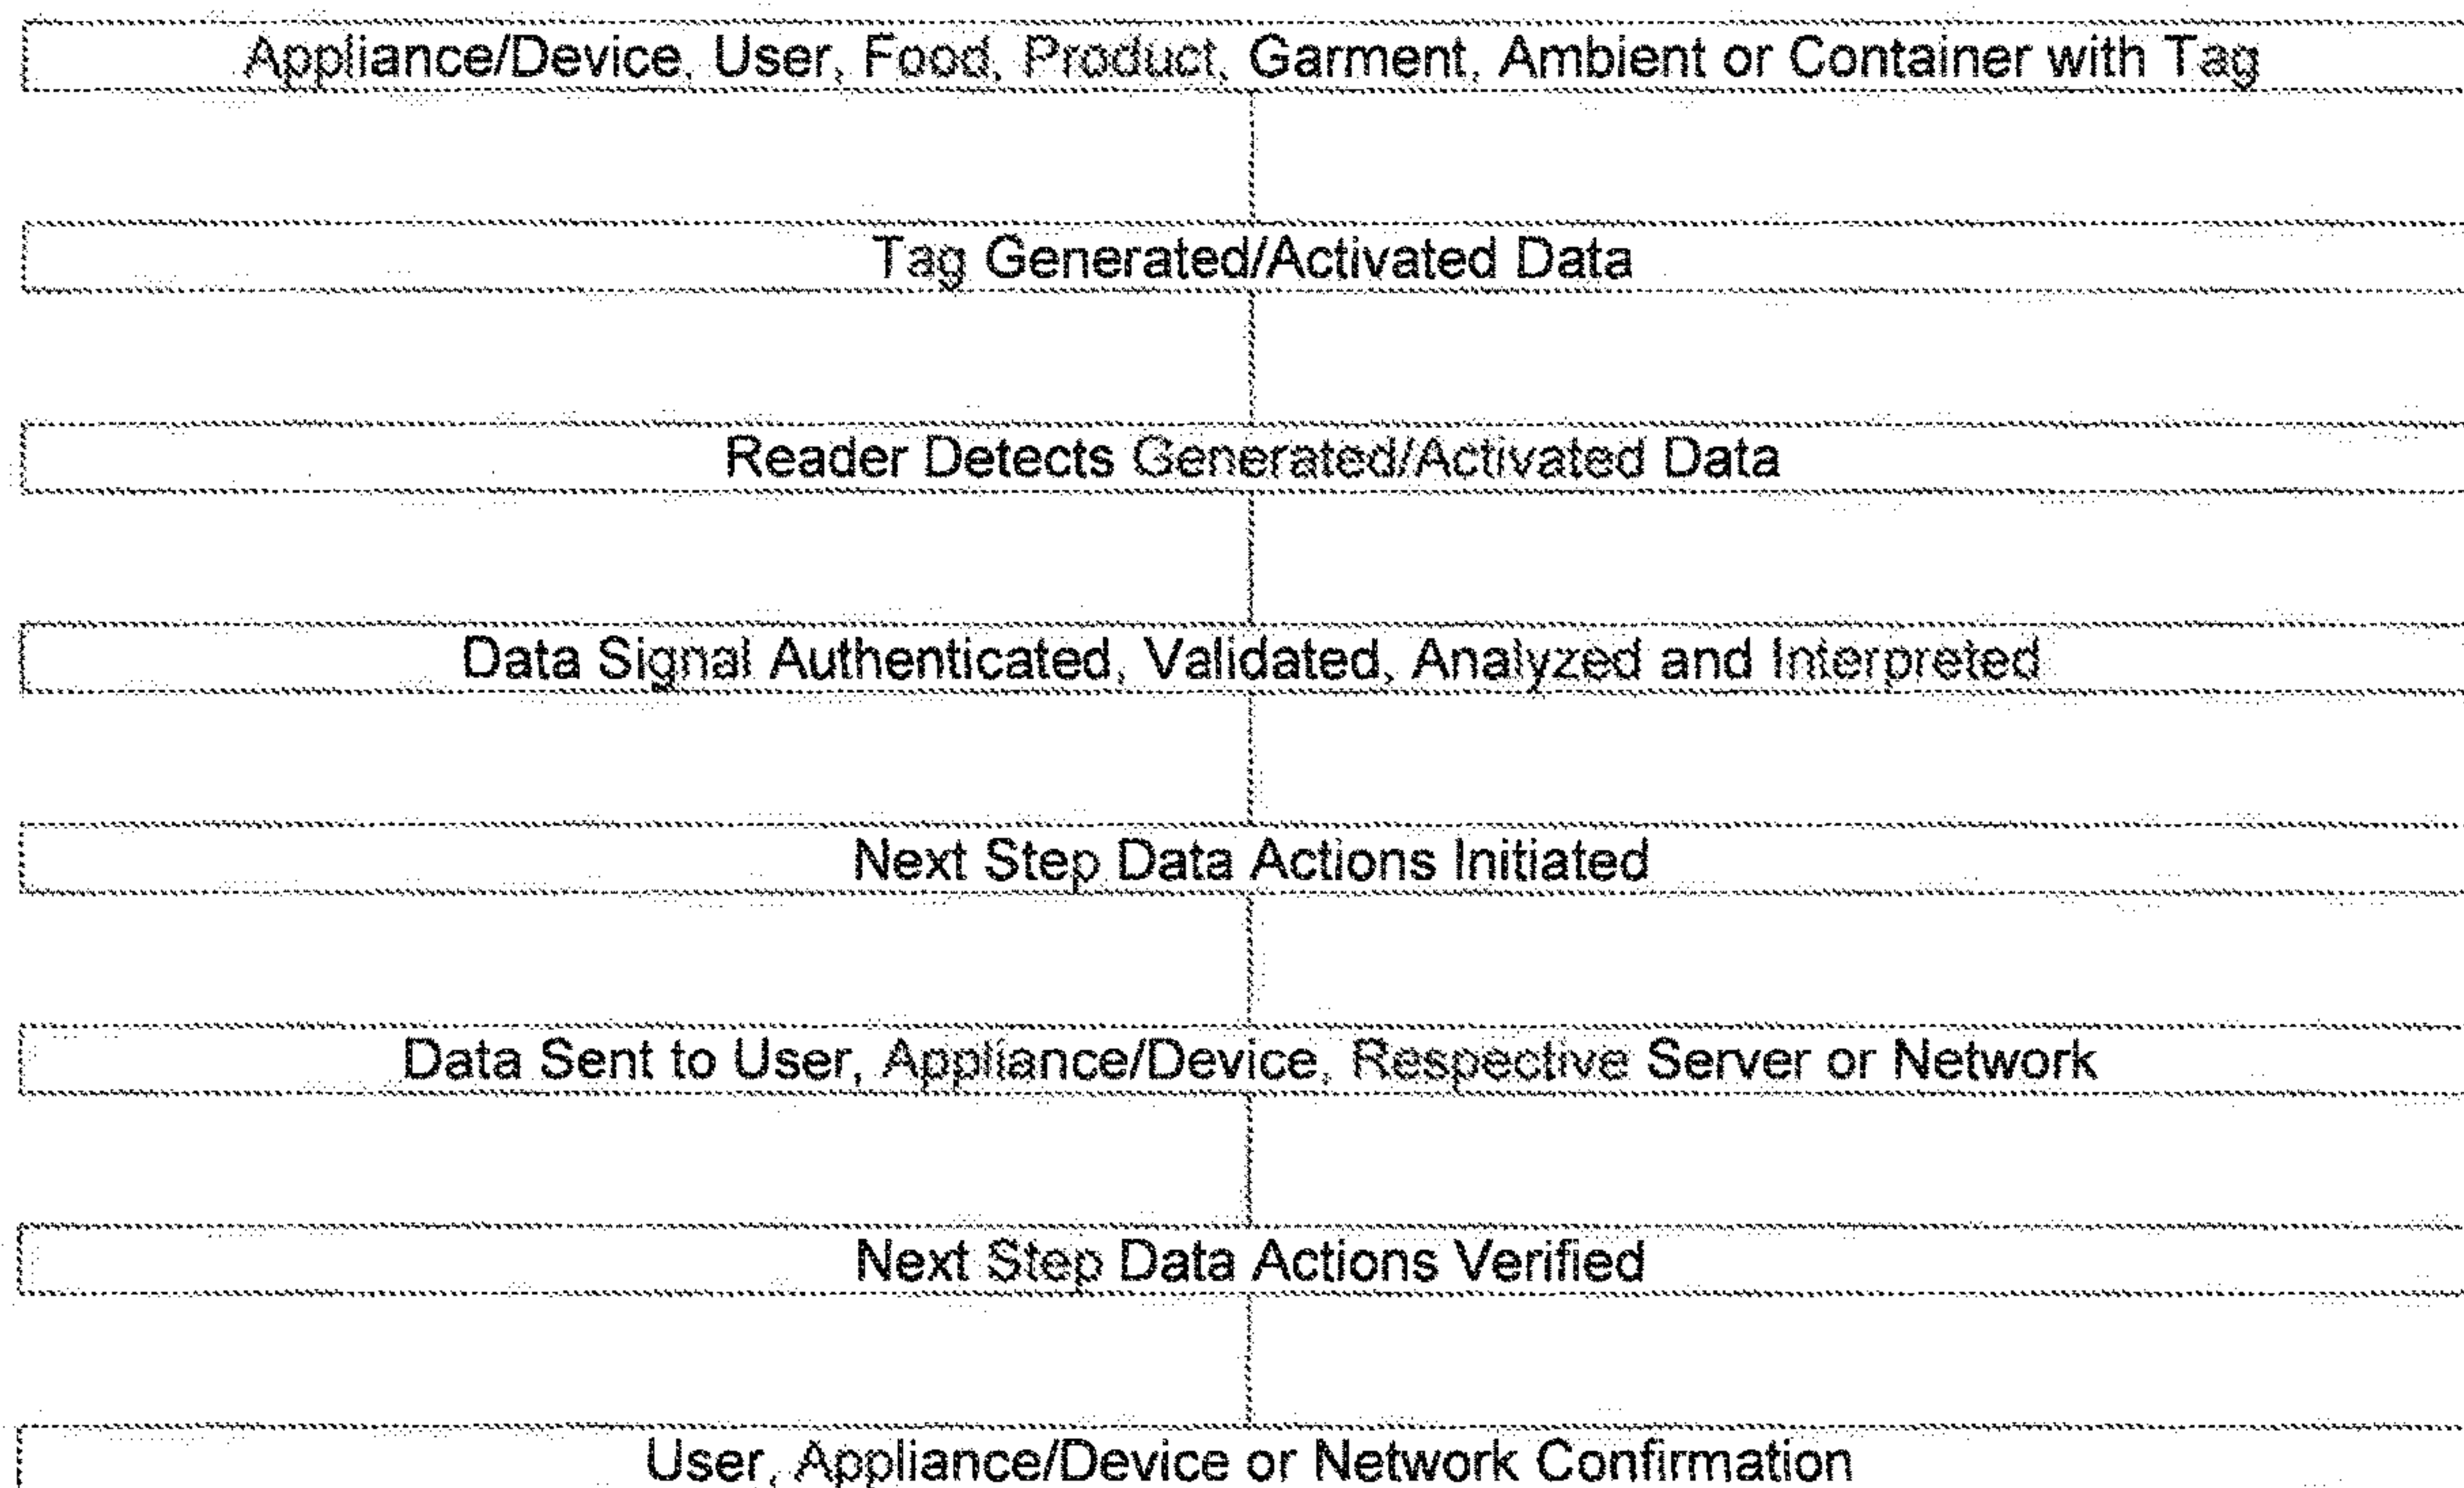 Appliance/Device, User, Food, Product, Garment, Ambient or Container with Tag
Tag Generated/Activated Data
Reader Detects Generated/Activated Data
Data Signal Authenticated, Validated, Analyzed and Interpreted
Next Step Data Actions Initiated
Data Sent to User, Appliance/Device, Respective Server or Network
Next Step Data Actions Verified
User, Appliance/Device or Network Confirmation